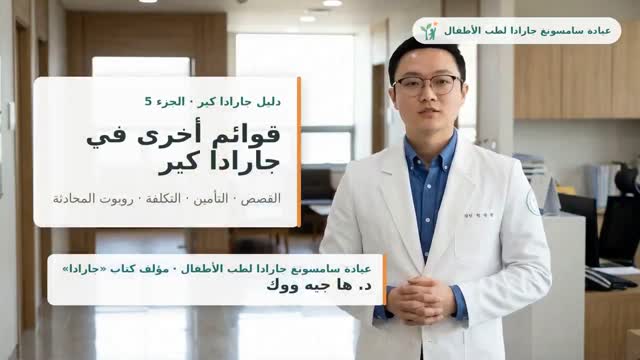 عيادة سامسونغ جارادا لطب الأطفال
دليل جارادا كير · الجزء 5
قوائم أخرى في
جارادا كير
القصص · التأمين · التكلفة · روبوت المحادثة
عيادة سامسونغ جارادا لطب الأطفال · مؤلف كتاب «جارادا»
د. ها جيه ووك